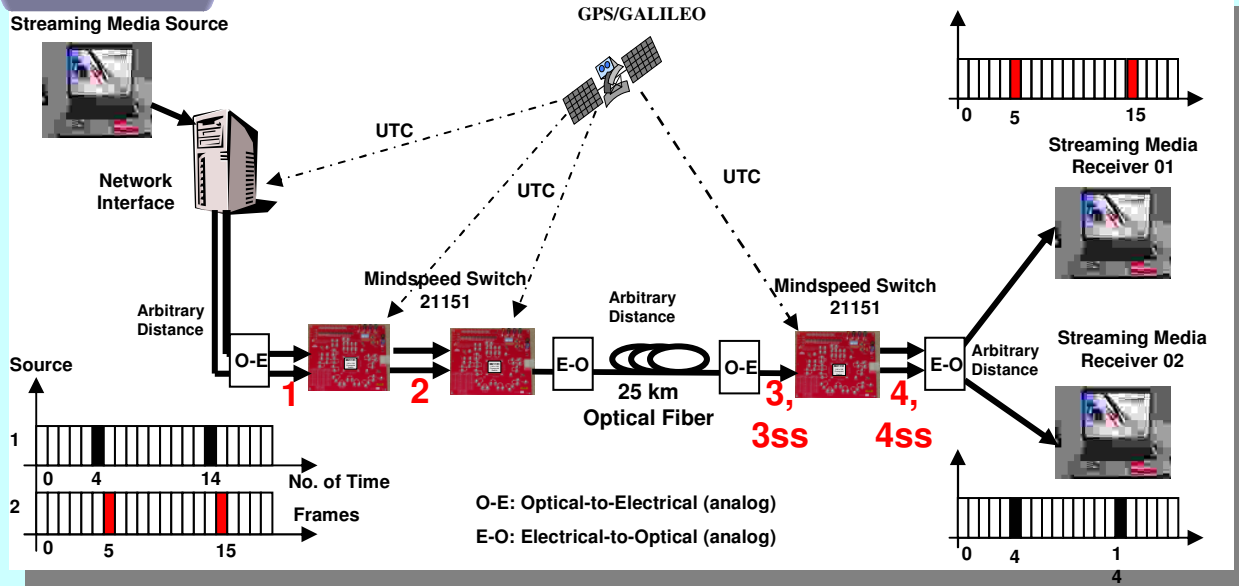 Streaming Media Source
GPS/GALILEO
UTC
UTC
UTC
Network
Interface
0
5
15
Streaming Media
Receiver 01
Mindspeed Switch
21151
Arbitrary
Distance
Arbitrary
Distance
Mindspeed Switch
21151
O-E
1
2
E-O
25 km
Optical Fiber
O-E
3,
3ss
4,
4ss
E-O
Arbitrary
Distance
Streaming Media
Receiver 02
Source
1
0
4
14
No. of Time
2
Frames
0
5
15
O-E: Optical-to-Electrical (analog)
E-O: Electrical-to-Optical (analog)
0
4
1
4